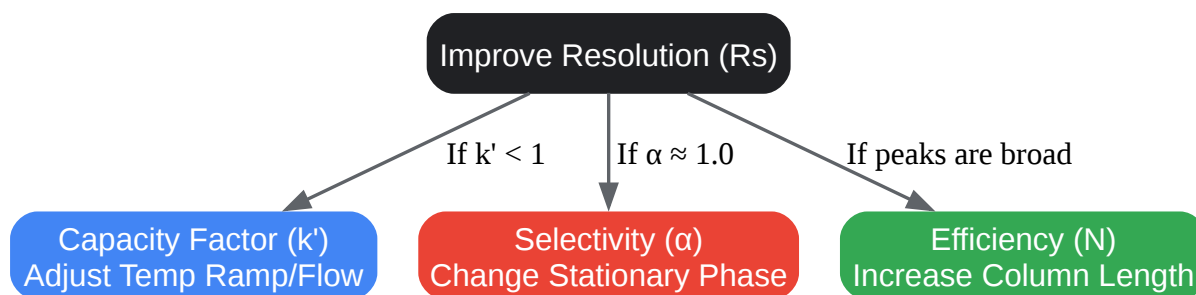 Improve Resolution (Rs)
If k' < 1
If α ≈ 1.0
If peaks are broad
Capacity Factor (k')
Adjust Temp Ramp/Flow
Selectivity (α)
Change Stationary Phase
Efficiency (N)
Increase Column Length